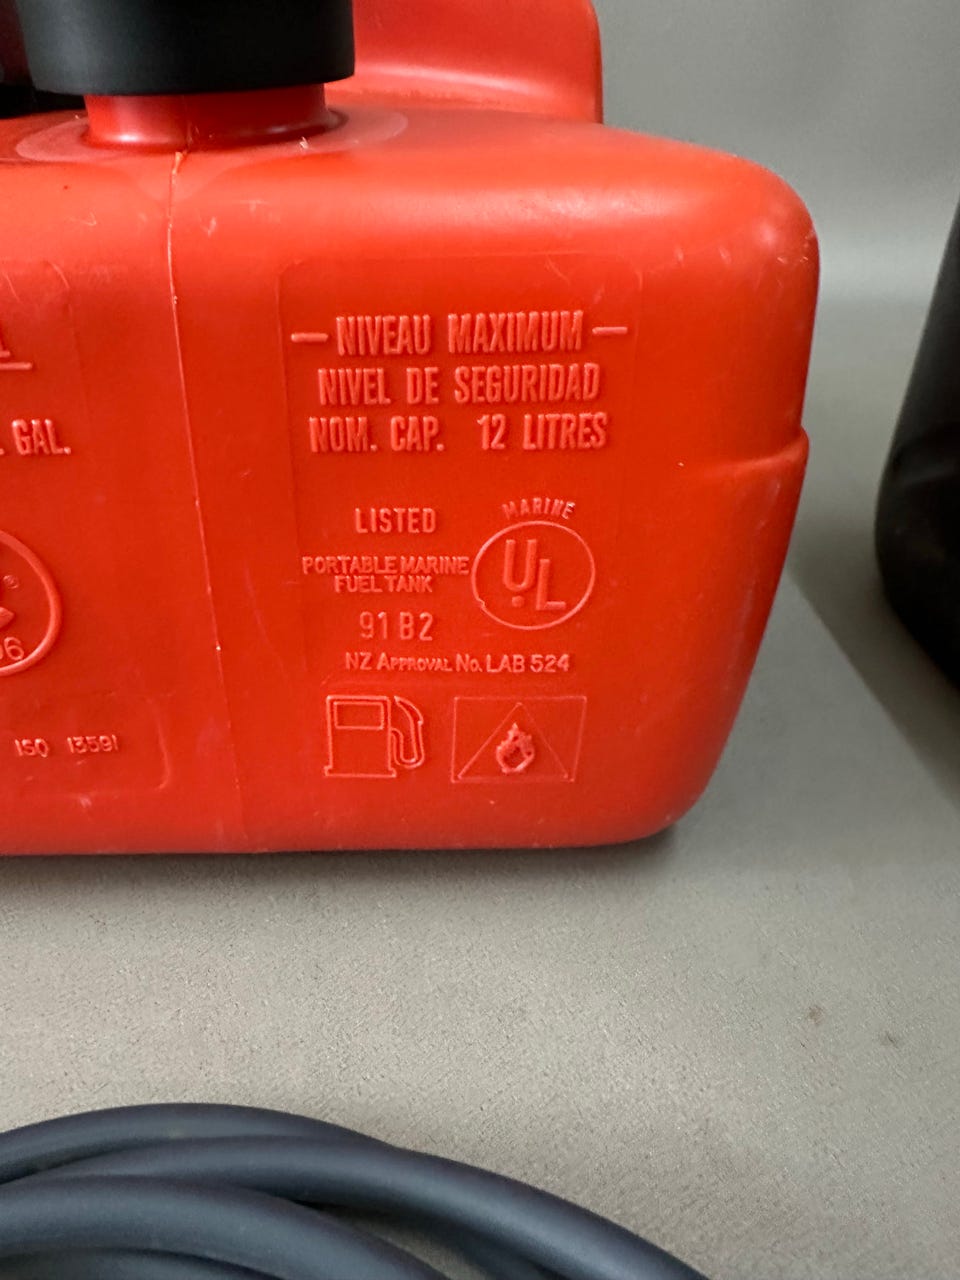 GAL.
ISO 13591
— NIVEAU MAXIMUM —
NIVEL DE SEGURIDAD
NOM. CAP. 12 LITRES
LISTED
MARINE
UL
PORTABLE MARINE
FUEL TANK
91B2
NZ APPROVAL No. LAB 524